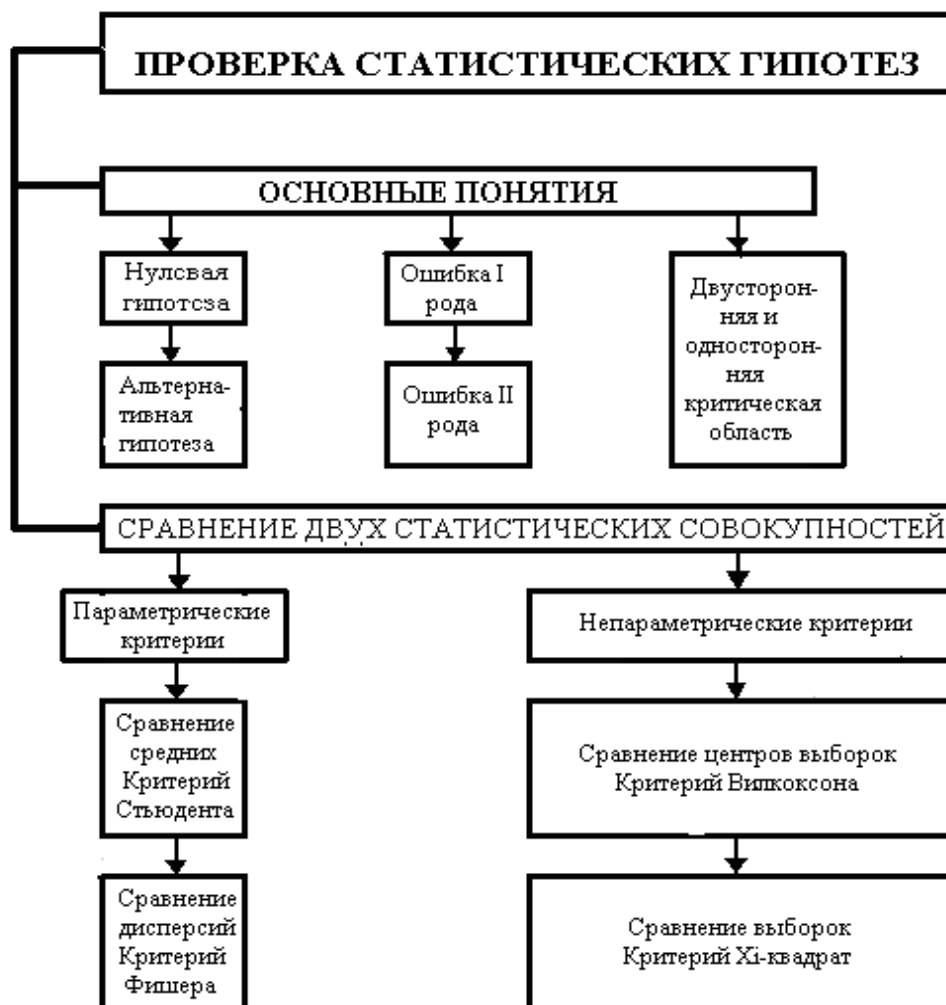 ПРОВЕРКА СТАТИСТИЧЕСКИХ ГИПОТЕЗ
ОСНОВНЫЕ ПОНЯТИЯ
Нулсвая
гипотсза
Альтерна-
тивная
гипотеза
Ошибка I
рода
Ошибка II
рода
Двусторон-
няя и
односторон-
няя
критическая
область
СРАВНЕНИЕ ДВУХ СТАТИСТИЧЕСКИХ СОВОКУПНОСТЕЙ
Параметрические
критерии
Сравнение
средних
Критерий
Стьюдента
Сравнение
дисперсий
Критерий
Фишера
Непараметрические критерии
Сравнение центров выборок
Критерий Вилкоксона
Сравнение выборок
Критерий Xi-квадрат